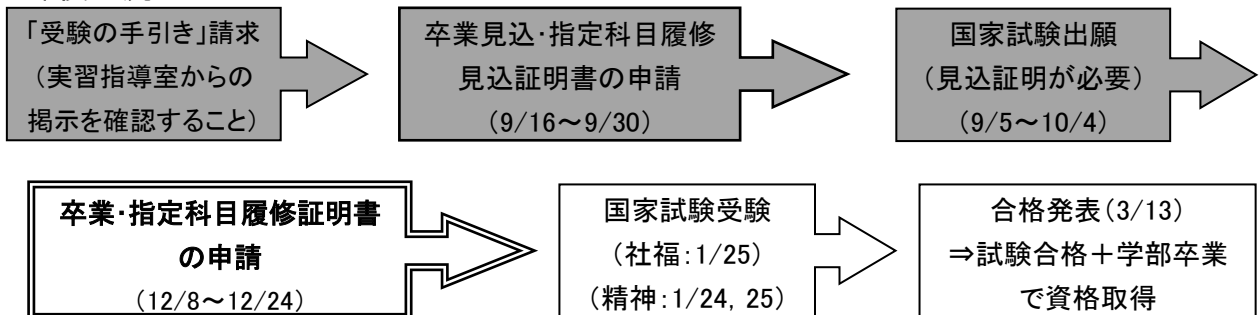 「受験の手引き」請求
（実習指導室からの
掲示を確認すること）
卒業見込・指定科目履修
見込証明書の申請
（9/16～9/30）
国家試験出願
（見込証明が必要）
（9/5～10/4）
卒業・指定科目履修証明書
の申請
（12/8～12/24）
国家試験受験
（社福：1/25）
（精神：1/24，25）
合格発表（3/13）
⇒試験合格＋学部卒業
で資格取得